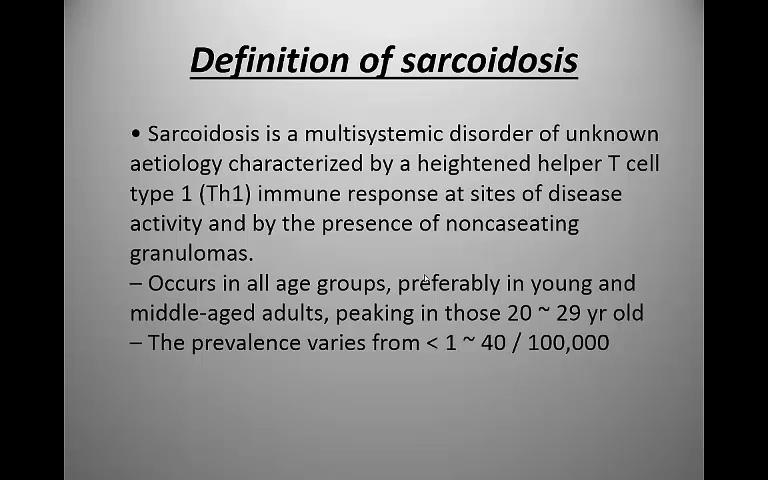 Definition of sarcoidosis
• Sarcoidosis is a multisystemic disorder of unknown
aetiology characterized by a heightened helper T cell
type 1 (Th1) immune response at sites of disease
activity and by the presence of noncaseating
granulomas.
– Occurs in all age groups, preferably in young and
middle-aged adults, peaking in those 20 ~ 29 yr old
– The prevalence varies from < 1 ~ 40 / 100,000